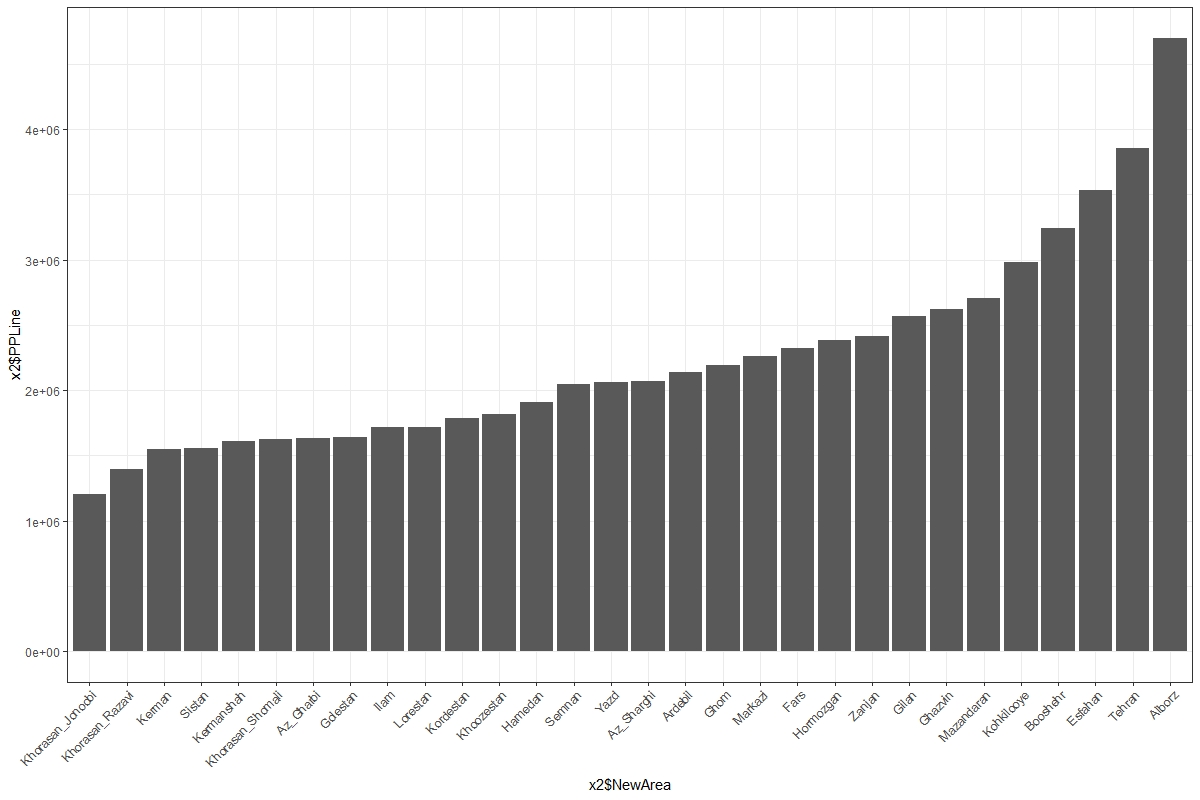 4e+06
3e+06
2e+06
1e+06
0e+00
x2$PPLine
Khorasan_Jonoobi
Khorasan_Razavi
Kerman
Sistan
Kermanshah
Khorasan_Shomali
Az_Gharbi
Golestan
Ilam
Lorestan
Kordestan
Khoozestan
Hamedan
Semnan
Yazd
Az_Sharghi
Ardebil
Ghom
Markazi
Fars
Hormozgan
Zanjan
Gilan
Ghazvin
Mazandaran
Kohkilooye
Booshehr
Esfahan
Tehran
Alborz
x2$NewArea